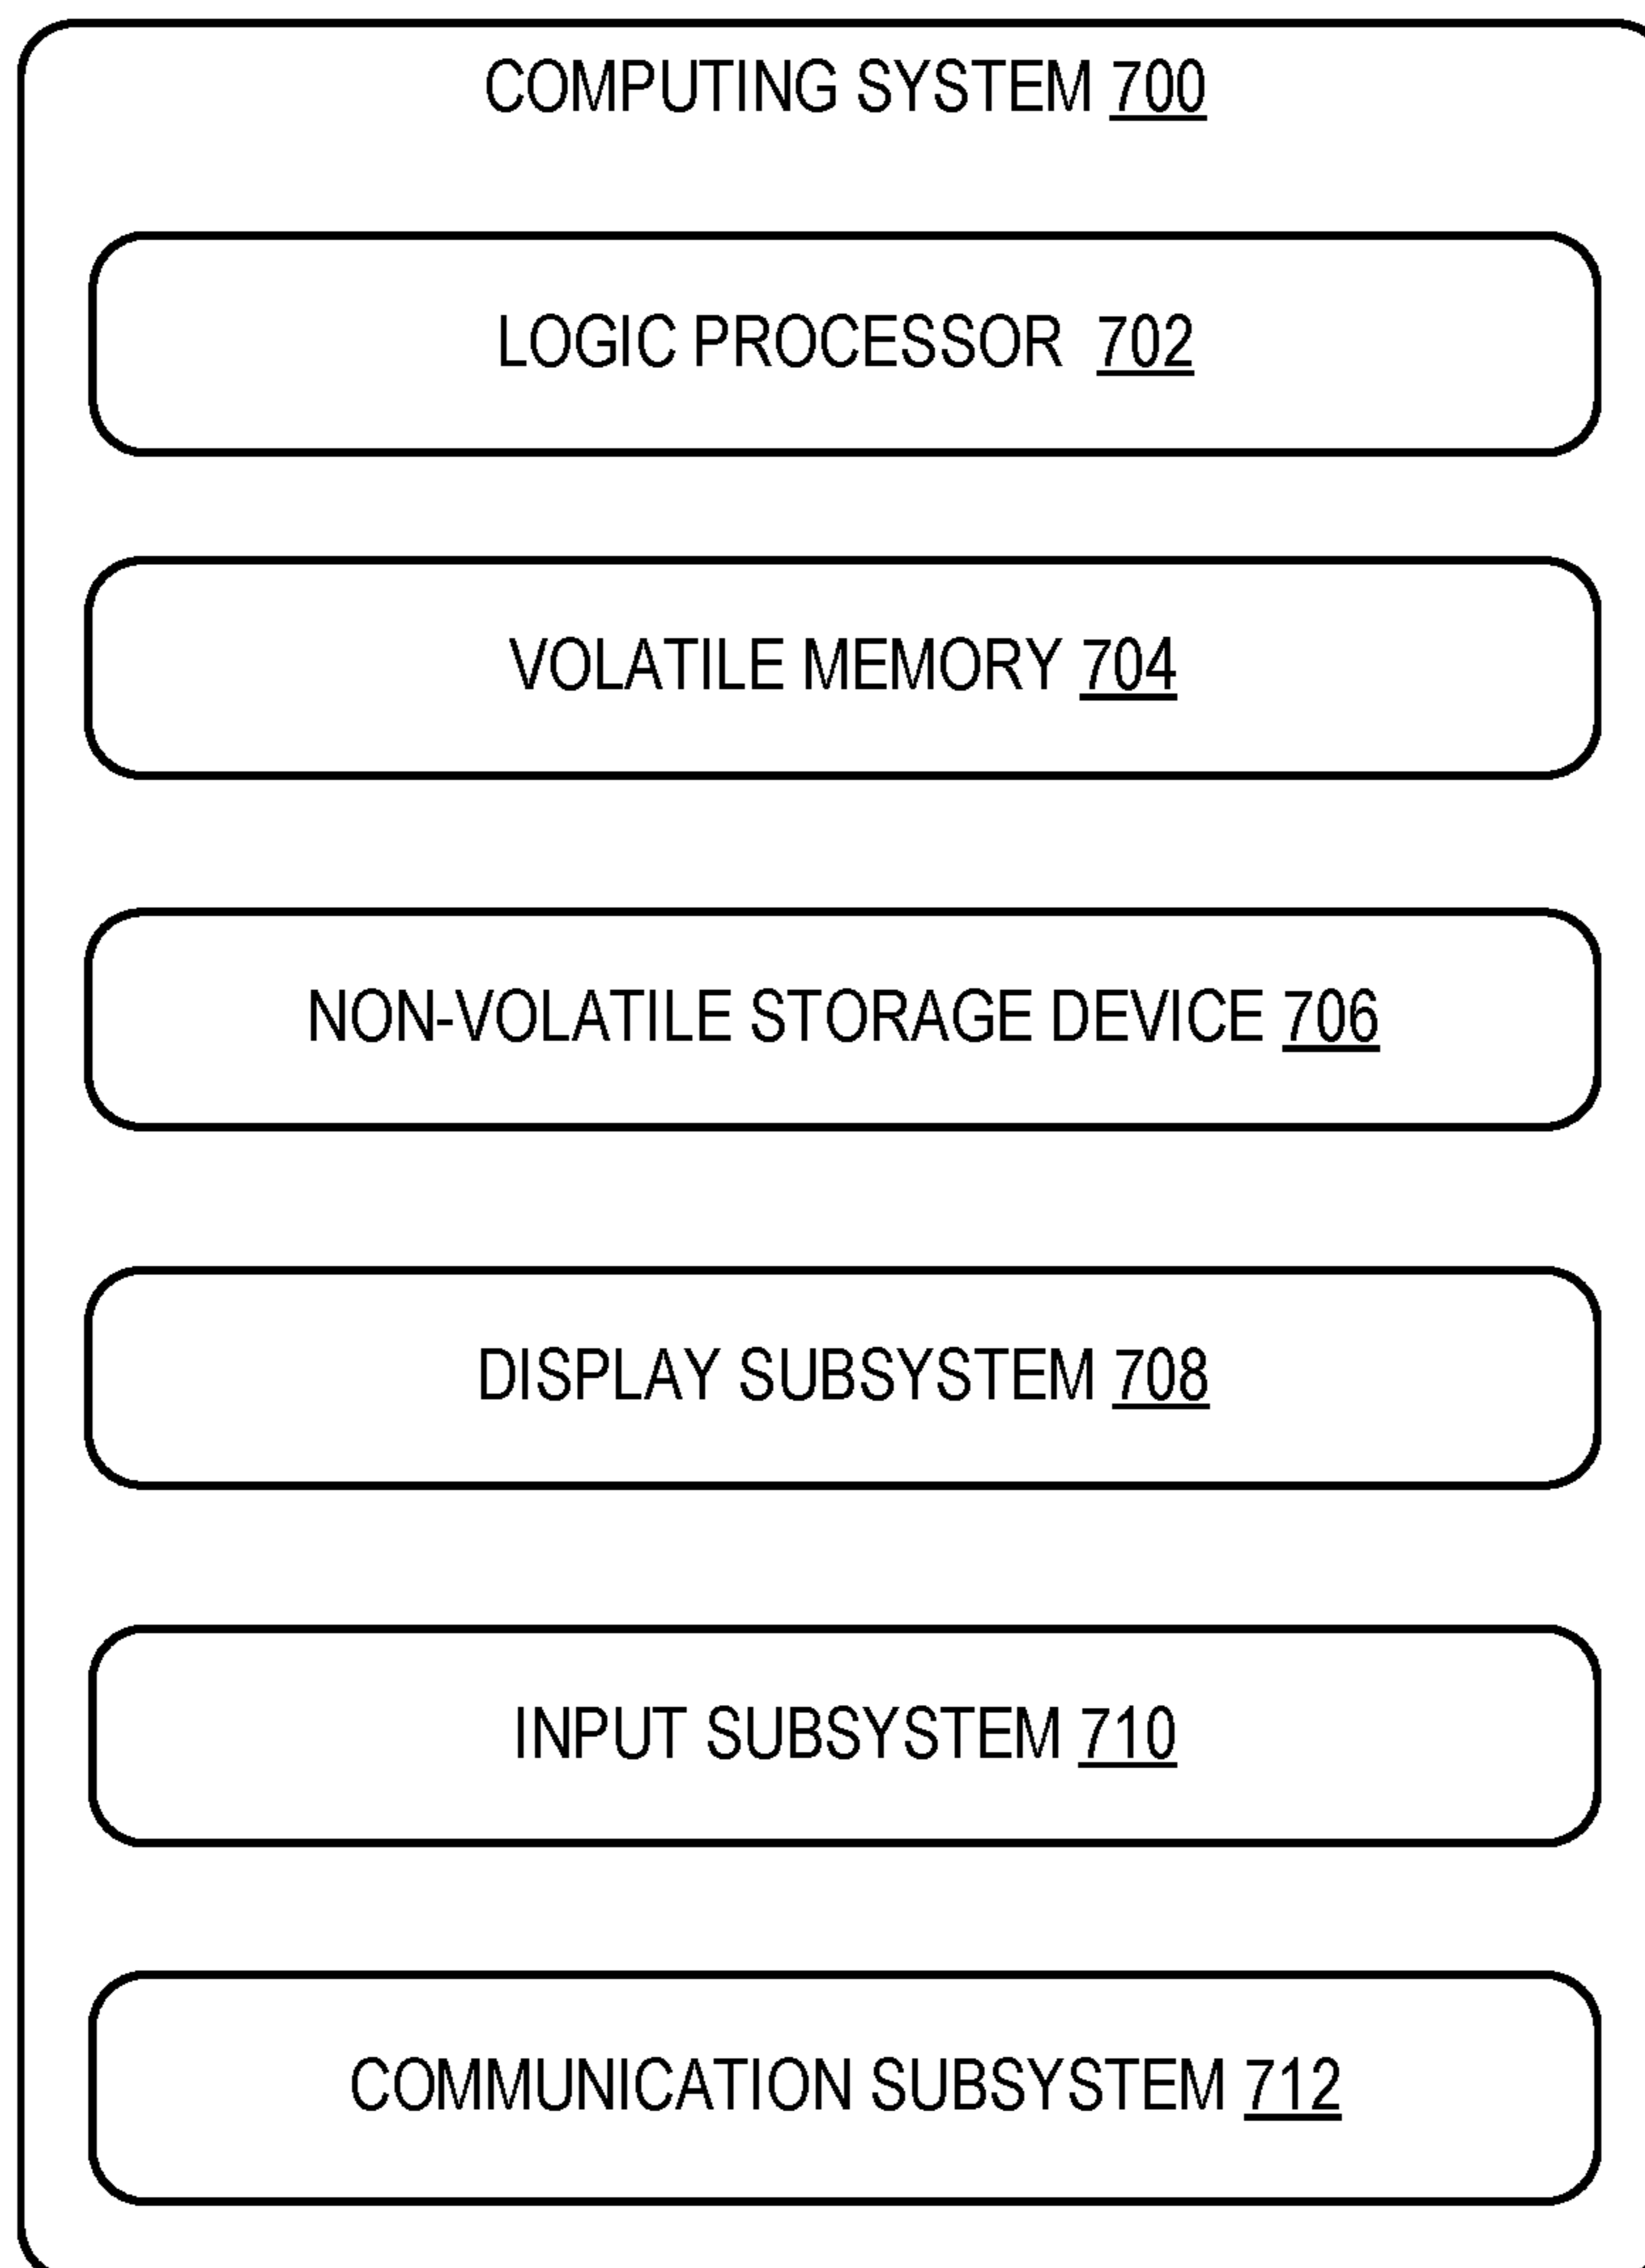 COMPUTING SYSTEM 700
LOGIC PROCESSOR 702
VOLATILE MEMORY 704
NON-VOLATILE STORAGE DEVICE 706
DISPLAY SUBSYSTEM 708
INPUT SUBSYSTEM 710
COMMUNICATION SUBSYSTEM 712